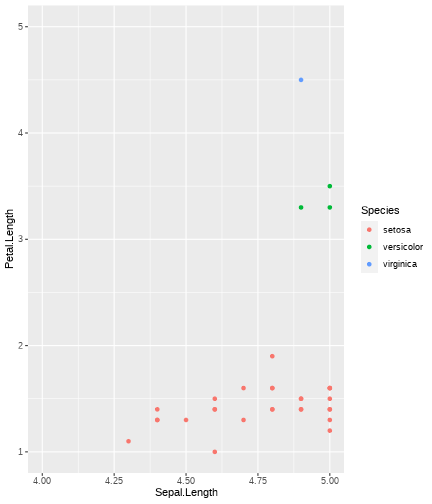 5
4
3
2
1
4.00 4.25 4.50 4.75 5.00
Sepal.Length
Petal.Length
Species
setosa
versicolor
virginica